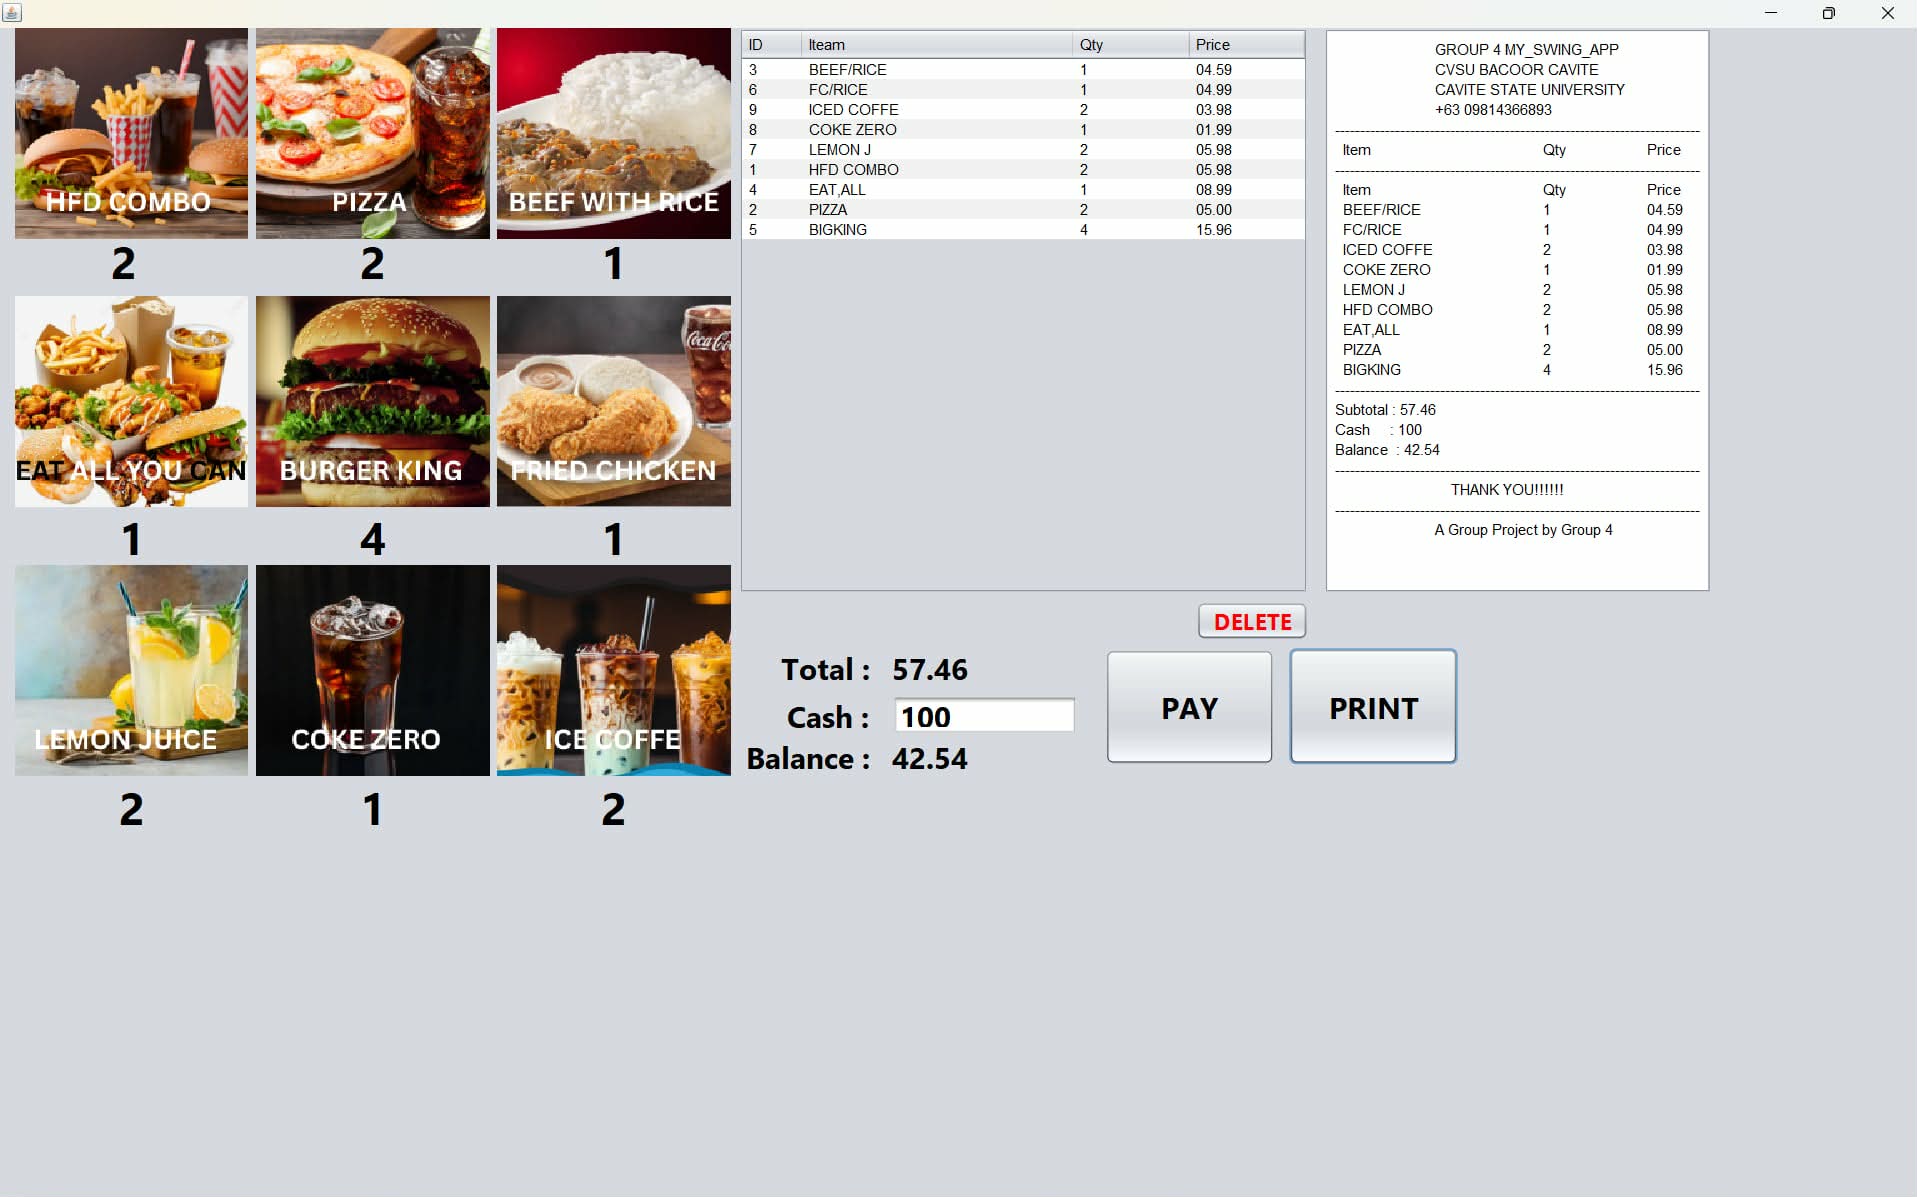 HFD COMBO
PIZZA
BEEF WITH RICE
2
2
1
EAT ALL YOU CAN
BURGER KING
FRIED CHICKEN
Coca-Co
1
4
1
LEMON JUICE
COKE ZERO
ICE COFFE
2
1
2
ID Iteam Qty Price
3 BEEF/RICE 1 04.59
6 FC/RICE 1 04.99
9 ICED COFFE 2 03.98
8 COKE ZERO 1 01.99
7 LEMON J 2 05.98
1 HFD COMBO 2 05.98
4 EAT,ALL 1 08.99
2 PIZZA 2 05.00
5 BIGKING 4 15.96
DELETE
Total : 57.46
Cash : 100
Balance : 42.54
PAY
PRINT
GROUP 4 MY_SWING_APP
CVSU BACOOR CAVITE
CAVITE STATE UNIVERSITY
+63 09814366893
Item Qty Price
Item Qty Price
BEEF/RICE 1 04.59
FC/RICE 1 04.99
ICED COFFE 2 03.98
COKE ZERO 1 01.99
LEMON J 2 05.98
HFD COMBO 2 05.98
EAT,ALL 1 08.99
PIZZA 2 05.00
BIGKING 4 15.96
Subtotal : 57.46
Cash : 100
Balance : 42.54
THANK YOU!!!!!!
A Group Project by Group 4